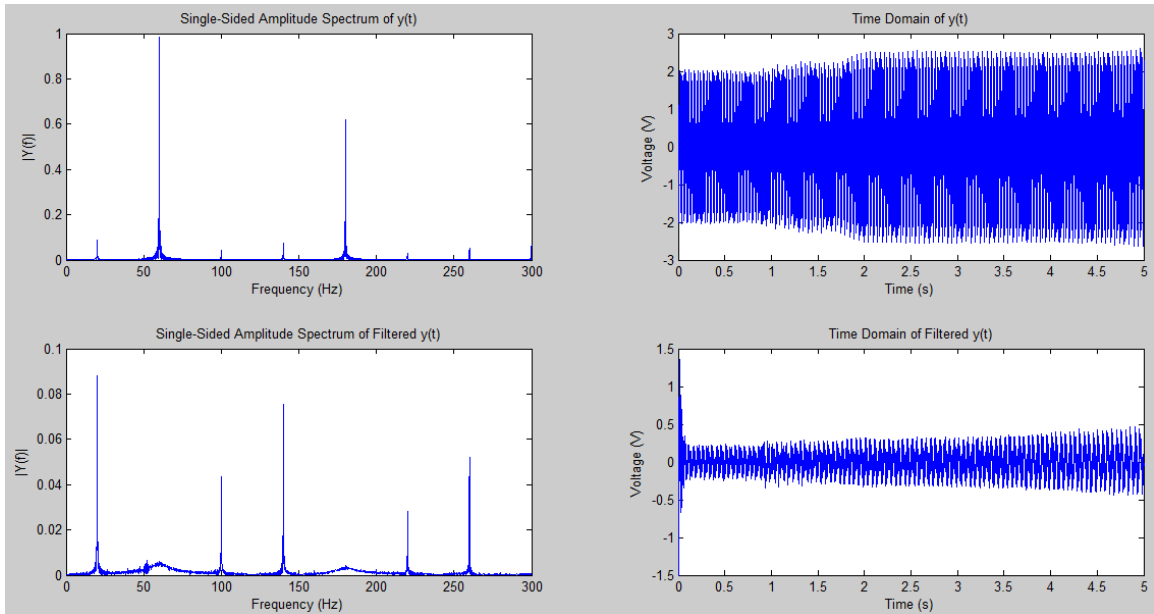 Single-Sided Amplitude Spectrum of y(t)
|Y(f)|
1
0.8
0.6
0.4
0.2
0
0 50 100 150 200 250 300
Frequency (Hz)
Time Domain of y(t)
Voltage (V)
3
2
1
0
-1
-2
-3
0 0.5 1 1.5 2 2.5 3 3.5 4 4.5 5
Time (s)
Single-Sided Amplitude Spectrum of Filtered y(t)
|Y(f)|
0.1
0.08
0.06
0.04
0.02
0
0 50 100 150 200 250 300
Frequency (Hz)
Time Domain of Filtered y(t)
Voltage (V)
1.5
1
0.5
0
-0.5
-1
-1.5
0 0.5 1 1.5 2 2.5 3 3.5 4 4.5 5
Time (s)